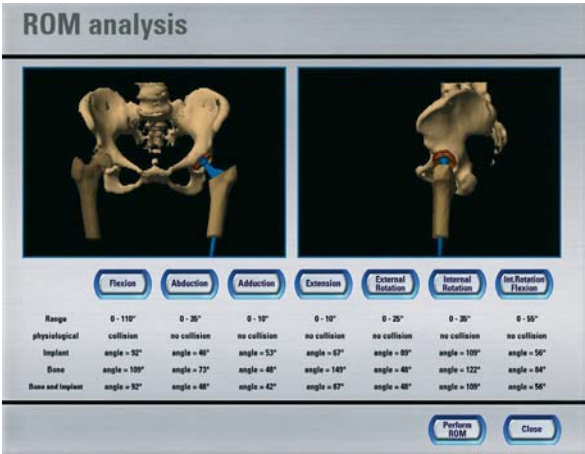 ROM analysis
Flexion Abduction Adduction Extension External Rotation Internal Rotation Int.Rotation Flexion
Range 0 - 110° 0 - 35° 0 - 10° 0 - 10° 0 - 25° 0 - 35° 0 - 55°
physiological collision no collision no collision no collision no collision no collision no collision
Implant angle = 92° angle = 46° angle = 53° angle = 67° angle = 89° angle = 109° angle = 56°
Bone angle = 109° angle = 73° angle = 48° angle = 149° angle = 48° angle = 122° angle = 84°
Bone and Implant angle = 92° angle = 46° angle = 42° angle = 67° angle = 48° angle = 109° angle = 56°
Perform ROM Close